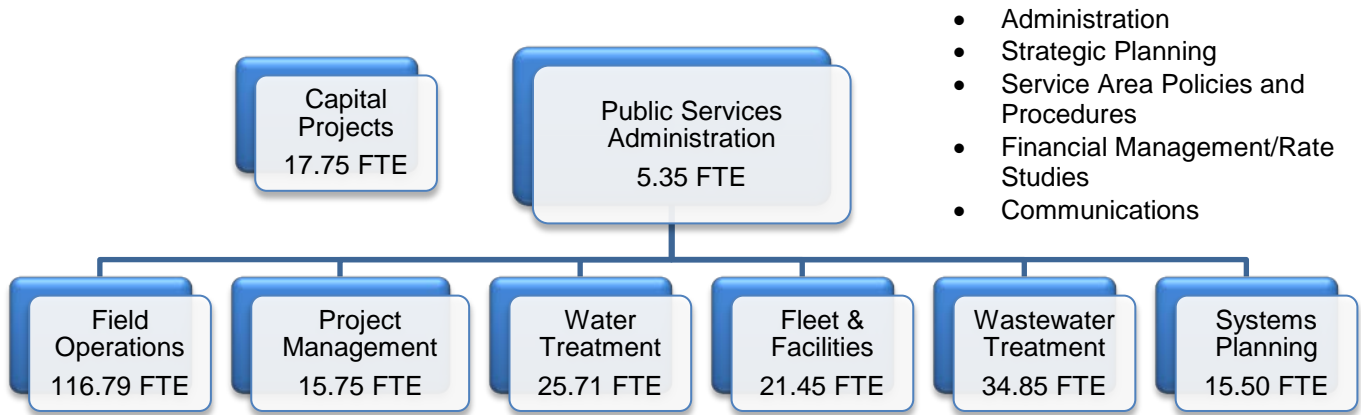 Capital
Projects
17.75 FTE
Public Services
Administration
5.35 FTE
• Administration
• Strategic Planning
• Service Area Policies and
Procedures
• Financial Management/Rate
Studies
• Communications
Field
Operations
116.79 FTE
Project
Management
15.75 FTE
Water
Treatment
25.71 FTE
Fleet &
Facilities
21.45 FTE
Wastewater
Treatment
34.85 FTE
Systems
Planning
15.50 FTE